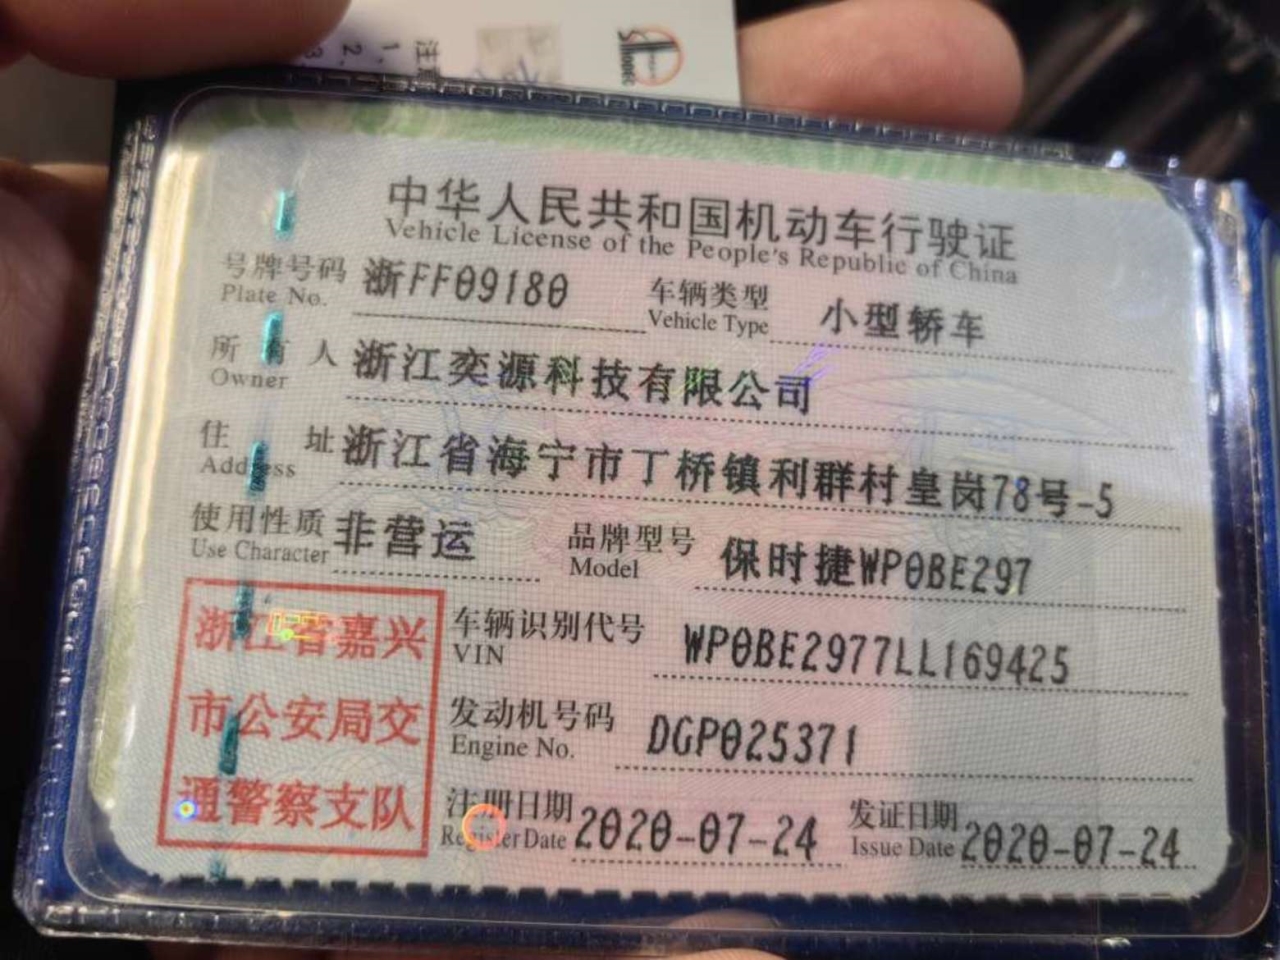 中华人民共和国机动车行驶证
Vehicle License of the People's Republic of China
号牌号码 浙FF09180 车辆类型 小型轿车
Plate No. Vehicle Type
所有人 浙江奕源科技有限公司
Owner
住址 浙江省海宁市丁桥镇利群村皇岗78号-5
Address
使用性质 非营运 品牌型号 保时捷WP0BE297
Use Character Model
浙江省嘉兴
市公安局交
通警察支队
车辆识别代号 WP0BE2977LL169425
VIN
发动机号码 DGP025371
Engine No.
注册日期 2020-07-24 发证日期 2020-07-24
Register Date Issue Date